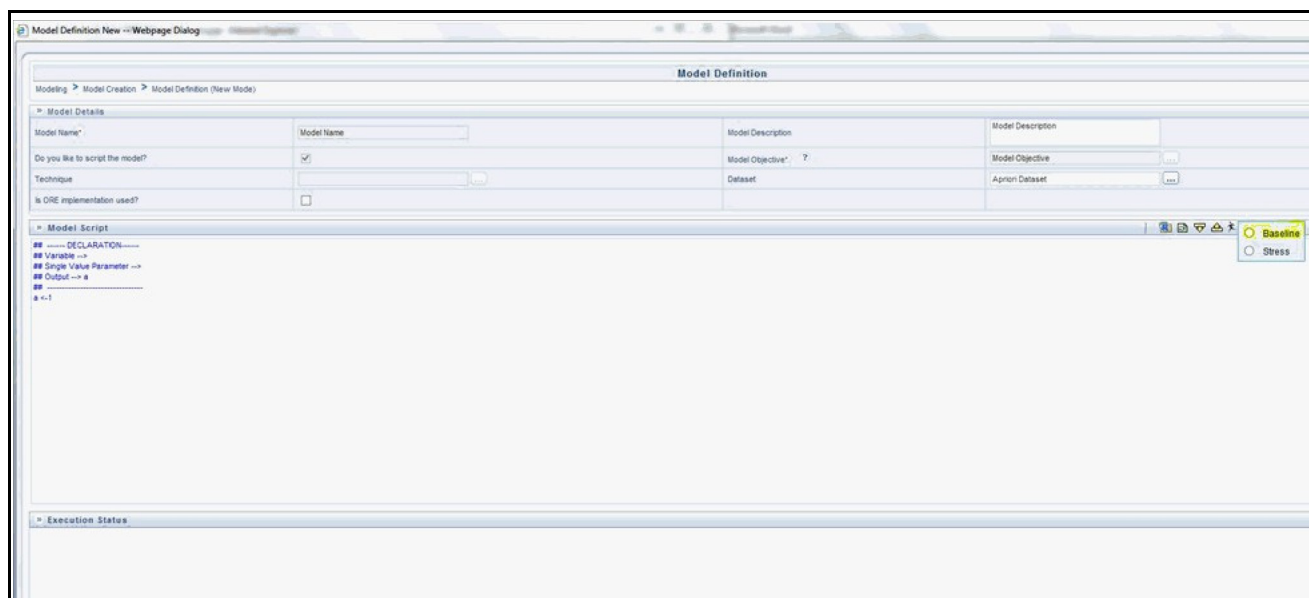 Model Definition New -- Webpage Dialog
Model Definition
Modeling > Model Creation > Model Definition (New Mode)
» Model Details
Model Name* Model Name Model Description Model Description
Do you like to script the model? Model Objective* ? Model Objective ...
Technique ... Dataset Apriori Dataset ...
Is ORE implementation used?
» Model Script
Baseline
Stress
## ------ DECLARATION------
## Variable -->
## Single Value Parameter -->
## Output --> a
## --------------------------------
a <-1
» Execution Status